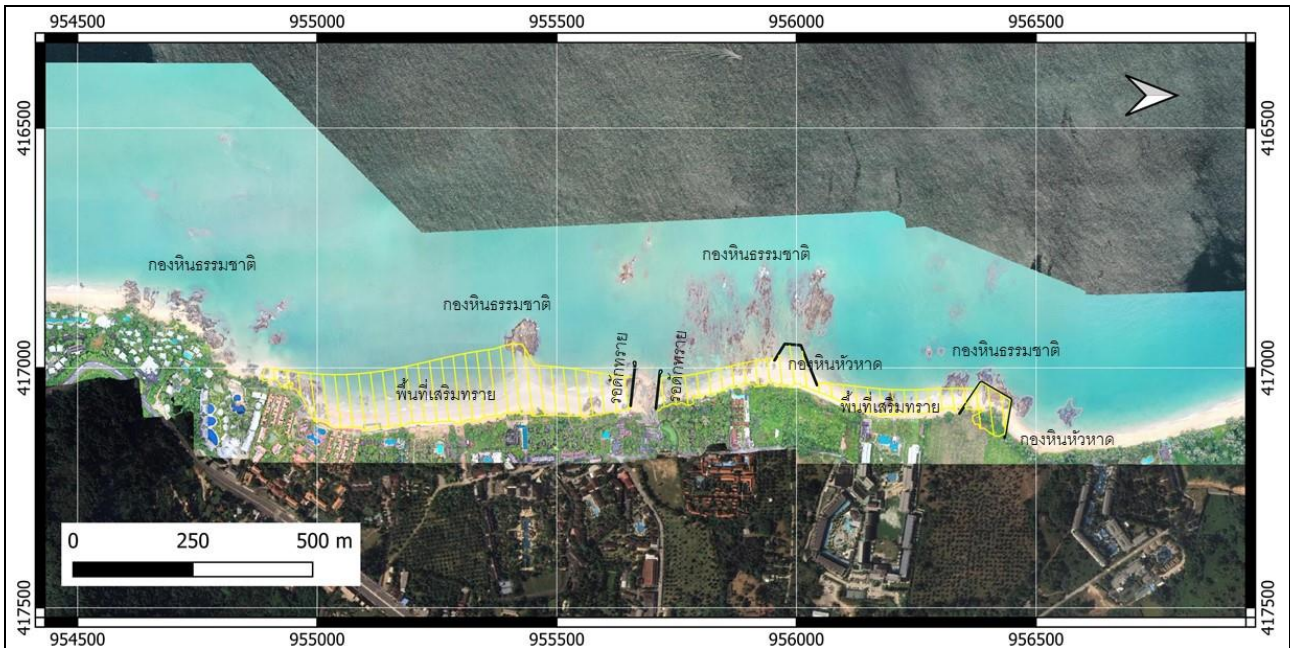 954500 955000 955500 956000 956500
416500 416500
กองหินธรรมชาติ
กองหินธรรมชาติ
กองหินธรรมชาติ
กองหินธรรมชาติ
รอดักทราย
รอดักทราย
กองหินหัวหาด
417000 417000
พื้นที่เสริมทราย
พื้นที่เสริมทราย
กองหินหัวหาด
0 250 500 m
417500 417500
954500 955000 955500 956000 956500